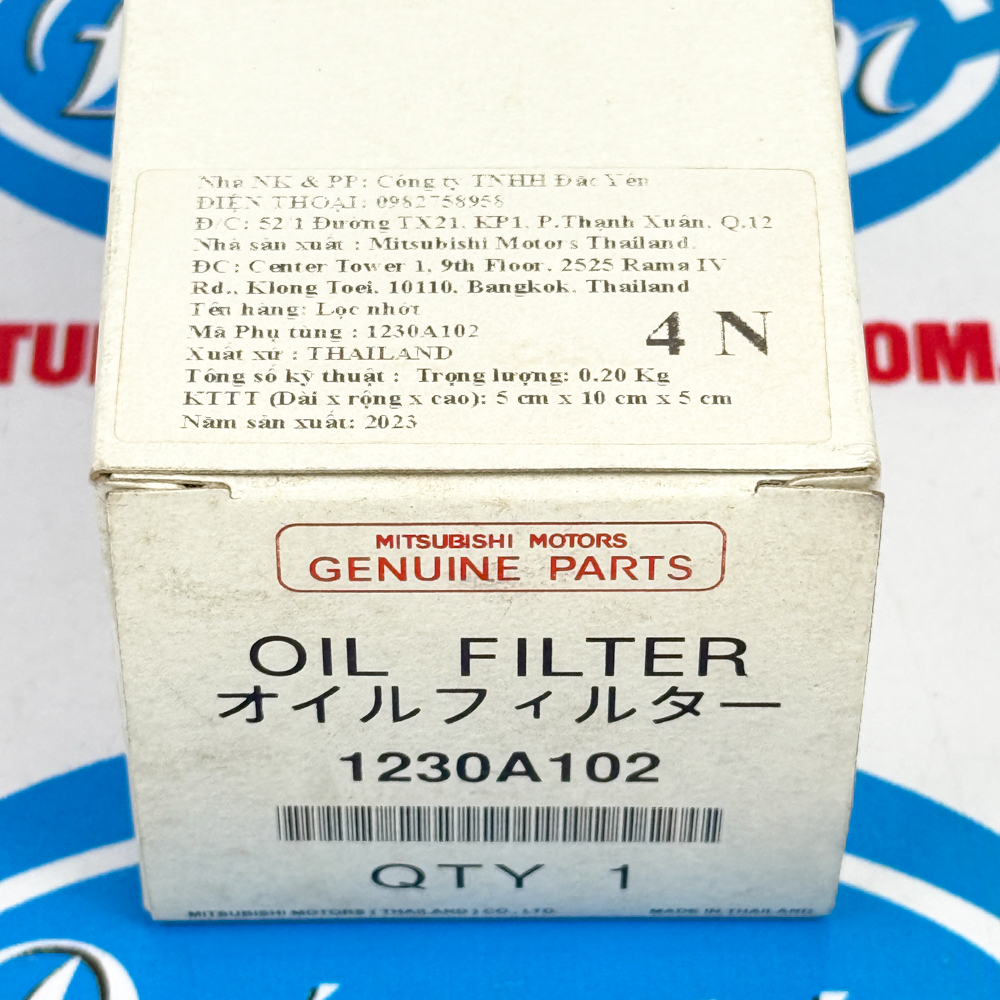 Nhà NK & PP: Công ty TNHH Đắc Yên
ĐIỆN THOẠI: 0982758958
Đ/C: 52/1 Đường TX21, KP1, P.Thạnh Xuân, Q.12
Nhà sản xuất : Mitsubishi Motors Thailand.
ĐC: Center Tower 1, 9th Floor, 2525 Rama IV
Rd., Klong Toei, 10110, Bangkok, Thailand
Tên hàng: Lọc nhớt
Mã Phụ tùng : 1230A102
4 N
Xuất xứ : THAILAND
Tổng số kỹ thuật : Trọng lượng: 0.20 Kg
KTTT (Dài x rộng x cao): 5 cm x 10 cm x 5 cm
Năm sản xuất: 2023
MITSUBISHI MOTORS
GENUINE PARTS
OIL FILTER
オイルフィルター
1230A102
QTY 1
MITSUBISHI MOTORS (THAILAND) CO., LTD.
MADE IN THAILAND